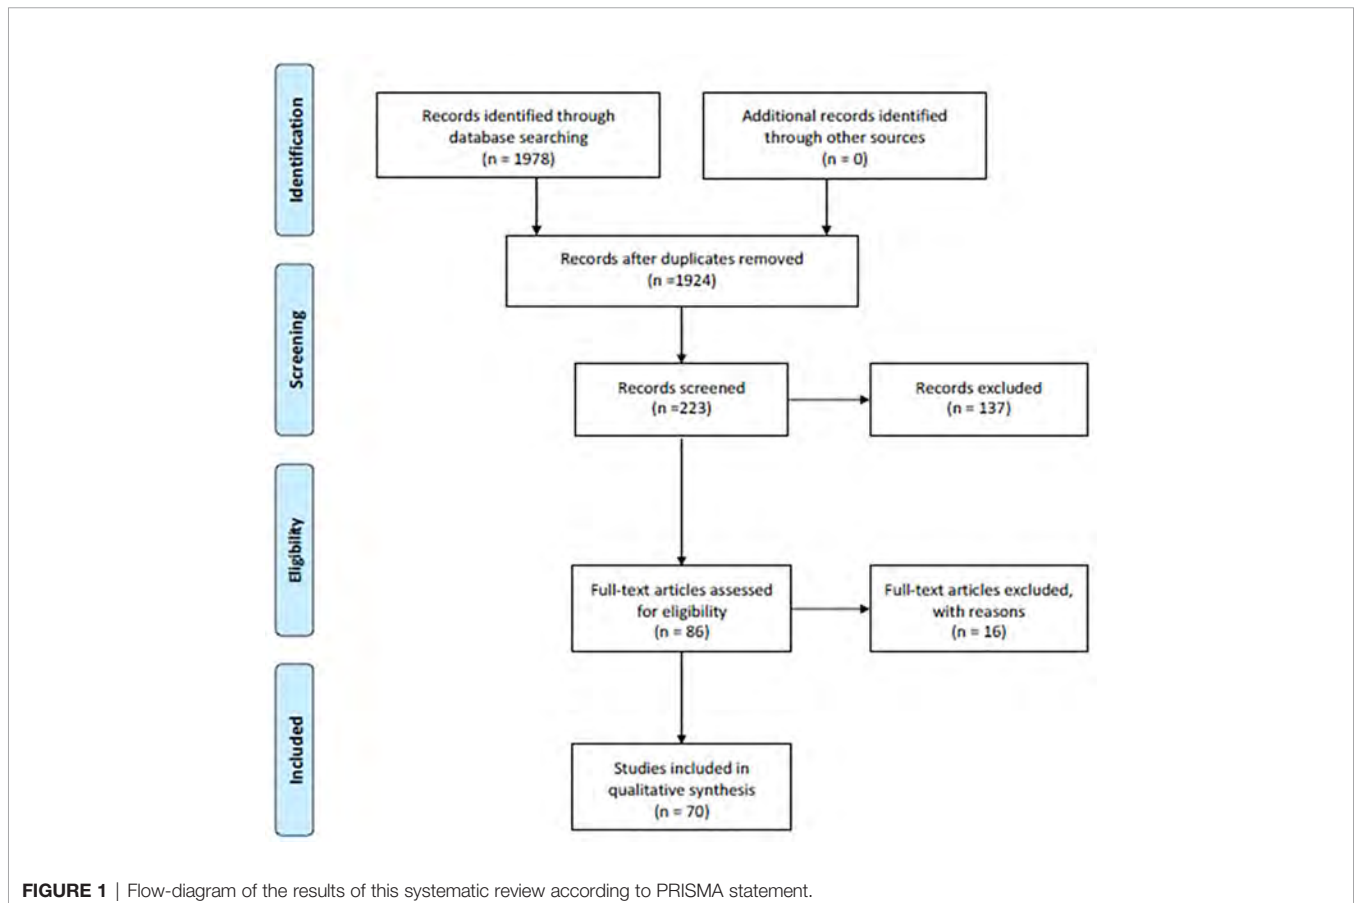 Identification
Records identified through
database searching
(n = 1978)
Additional records identified
through other sources
(n = 0)
Records after duplicates removed
(n =1924)
Screening
Records screened
(n =223)
Records excluded
(n = 137)
Eligibility
Full-text articles assessed
for eligibility
(n = 86)
Full-text articles excluded,
with reasons
(n = 16)
Included
Studies included in
qualitative synthesis
(n = 70)
FIGURE 1 | Flow-diagram of the results of this systematic review according to PRISMA statement.